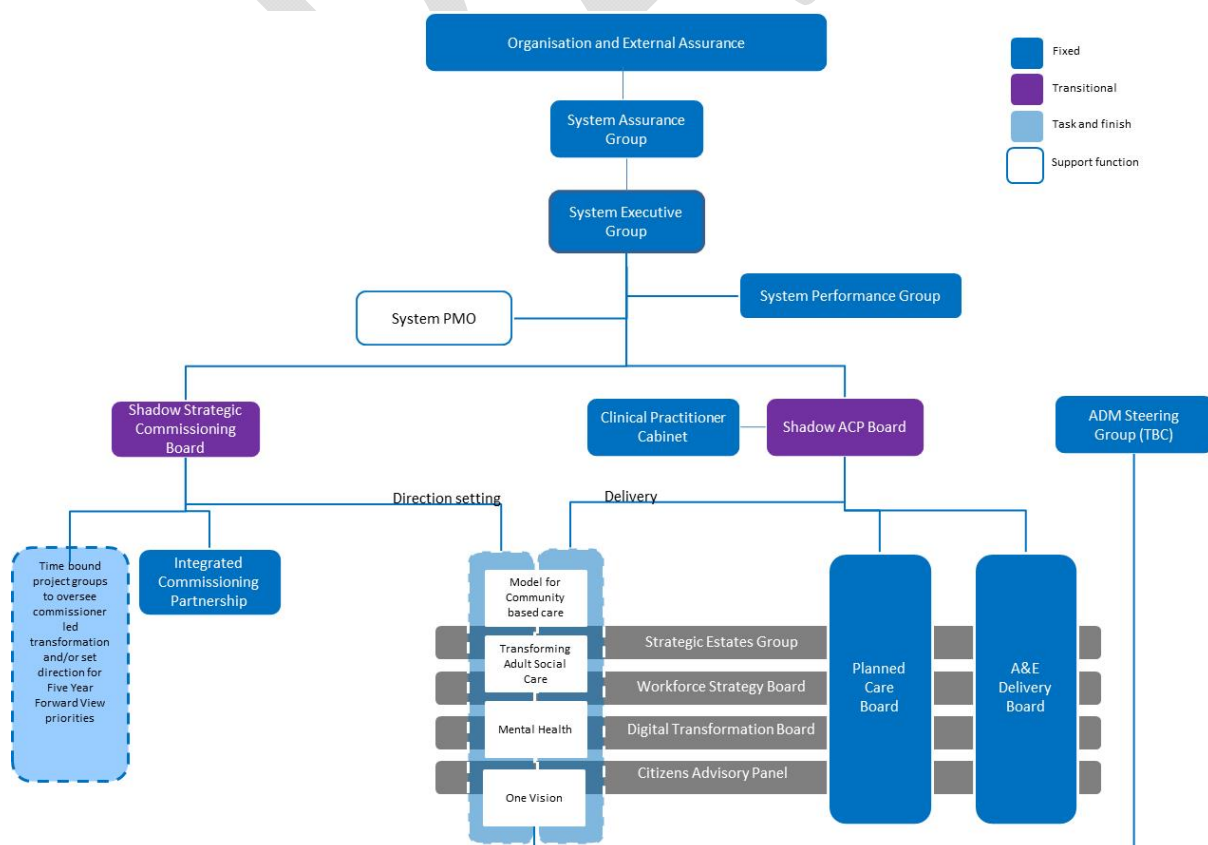 Organisation and External Assurance
Fixed
Transitional
Task and finish
Support function
System Assurance
Group
System Executive
Group
System Performance Group
System PMO
Shadow Strategic
Commissioning
Board
Clinical Practitioner
Cabinet
Shadow ACP Board
ADM Steering
Group (TBC)
Direction setting
Delivery
Time bound
project groups
to oversee
commissioner
led
transformation
and/or set
direction for
Five Year
Forward View
priorities
Integrated
Commissioning
Partnership
Model for
Community
based care
Transforming
Adult Social
Care
Mental Health
One Vision
Strategic Estates Group
Workforce Strategy Board
Digital Transformation Board
Citizens Advisory Panel
Planned
Care
Board
A&E
Delivery
Board